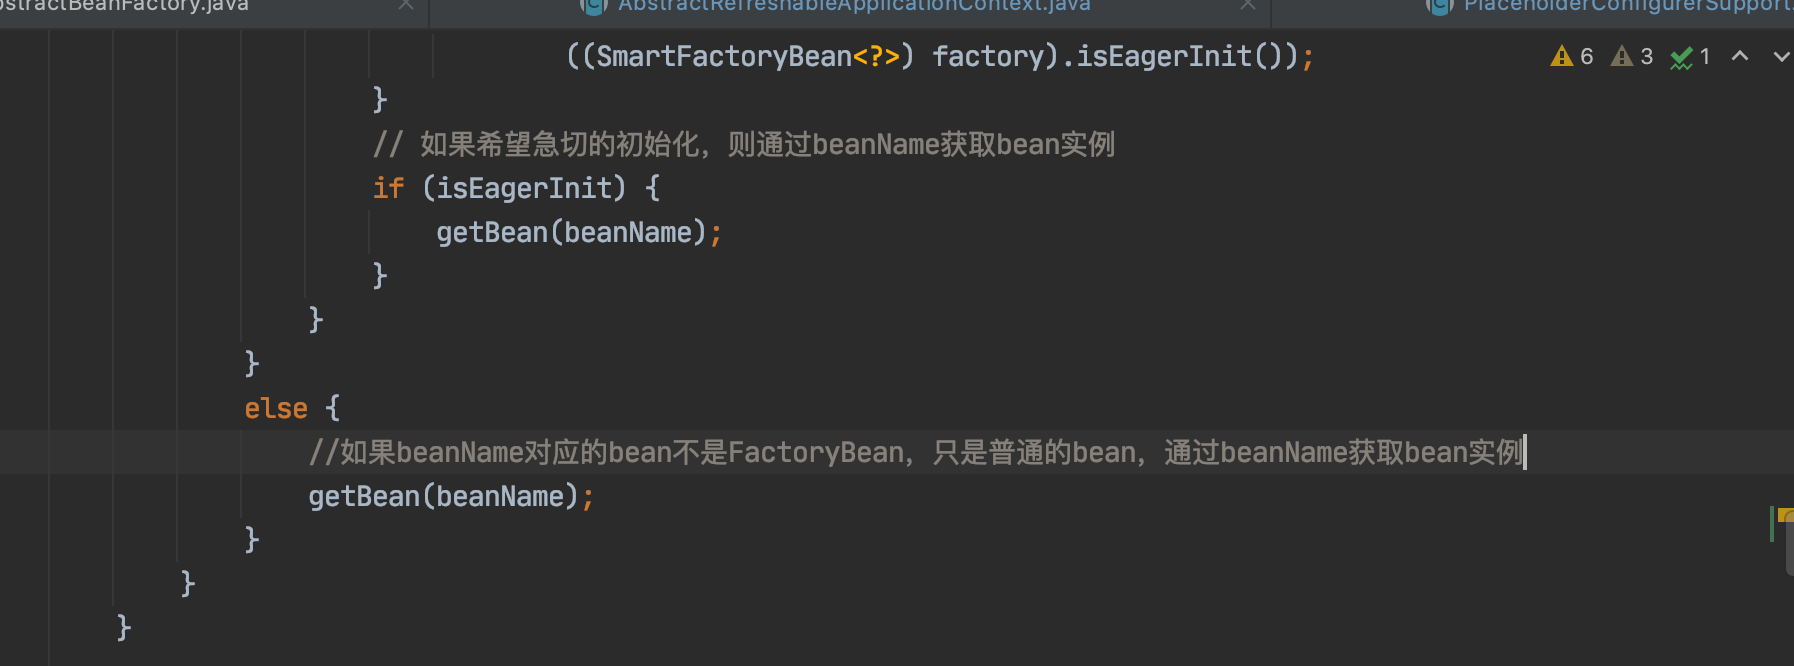 stractBeanFactory.java
AbstractRefreshableApplicationContext.java
PlaceholderConfigurerSupport.
((SmartFactoryBean<?>) factory).isEagerInit());
6 3 1
}
// 如果希望急切的初始化，则通过beanName获取bean实例
if (isEagerInit) {
getBean(beanName);
}
}
}
else {
//如果beanName对应的bean不是FactoryBean，只是普通的bean，通过beanName获取bean实例
getBean(beanName);
}
}
}